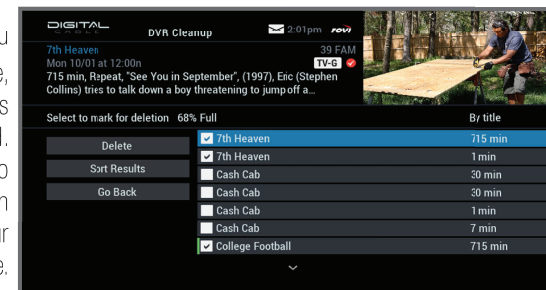 u
e,
s
l.
o
n
ur
e.
DIGITAL
CABLE
DVR Cleanup
2:01pm rovi
7th Heaven 39 FAM
Mon 10/01 at 12:00n TV-G
715 min, Repeat, "See You in September", (1997), Eric (Stephen
Collins) tries to talk down a boy threatening to jump off a...
Select to mark for deletion 68% Full By title
Delete
Sort Results
Go Back
7th Heaven 715 min
7th Heaven 1 min
Cash Cab 30 min
Cash Cab 30 min
Cash Cab 1 min
Cash Cab 7 min
College Football 715 min